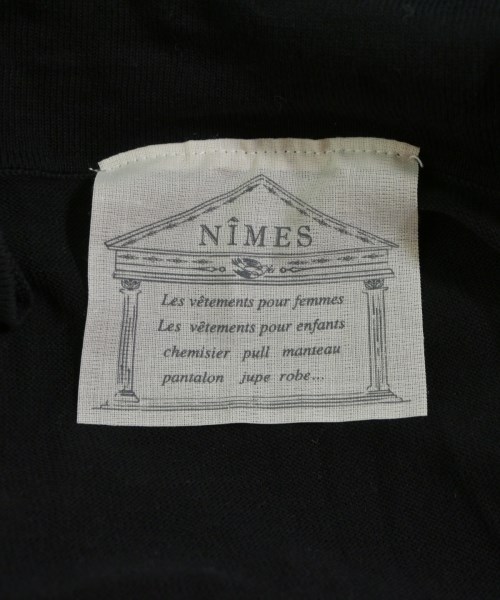 NÎMES
Les vêtements pour femmes
Les vêtements pour enfants
chemisier pull manteau
pantalon jupe robe...